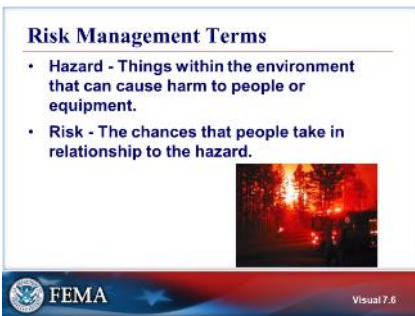 Risk Management Terms
• Hazard - Things within the environment
that can cause harm to people or
equipment.
• Risk - The chances that people take in
relationship to the hazard.
FEMA
Visual 7.6